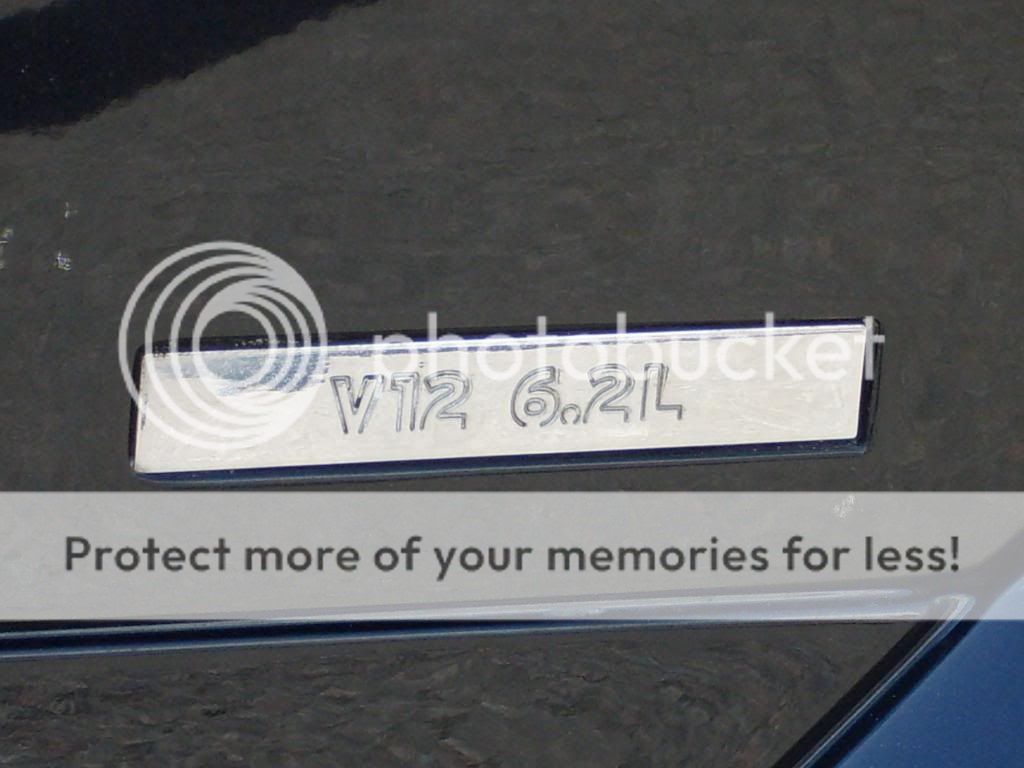 photobucket
V12 6.2L
Protect more of your memories for less!